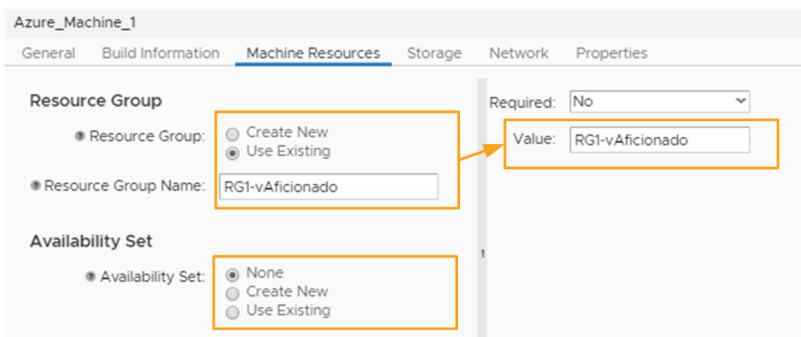 Azure_Machine_1
General Build Information Machine Resources Storage Network Properties
Resource Group
Resource Group: Create New
Use Existing
Resource Group Name: RG1-vAficionado
Required: No
Value: RG1-vAficionado
Availability Set
Availability Set: None
Create New
Use Existing